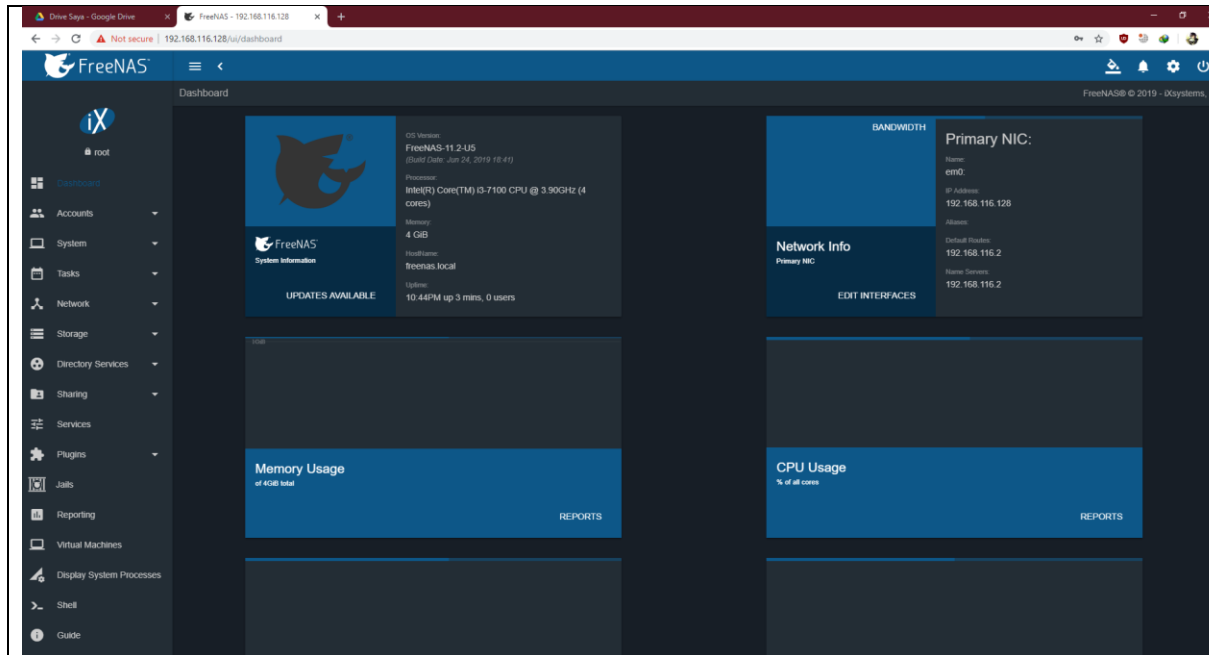 Drive Saya - Google Drive
FreeNAS - 192.168.116.128
Not secure
192.168.116.128/ui/dashboard
FreeNAS
Dashboard
FreeNAS® © 2019 - iXsystems,
iX
root
Dashboard
Accounts
System
Tasks
Network
Storage
Directory Services
Sharing
Services
Plugins
Jails
Reporting
Virtual Machines
Display System Processes
Shell
Guide
FreeNAS
System Information
UPDATES AVAILABLE
OS Version:
FreeNAS-11.2-U5
(Build Date: Jun 24, 2019 18:41)
Processor:
Intel(R) Core(TM) i3-7100 CPU @ 3.90GHz (4
cores)
Memory:
4 GiB
HostName:
freenas.local
Uptime:
10:44PM up 3 mins, 0 users
BANDWIDTH
Network Info
Primary NIC
EDIT INTERFACES
Primary NIC:
Name:
em0:
IP Address:
192.168.116.128
Aliases:
Default Routes:
192.168.116.2
Name Servers:
192.168.116.2
Memory Usage
of 4GiB total
REPORTS
CPU Usage
% of all cores
REPORTS